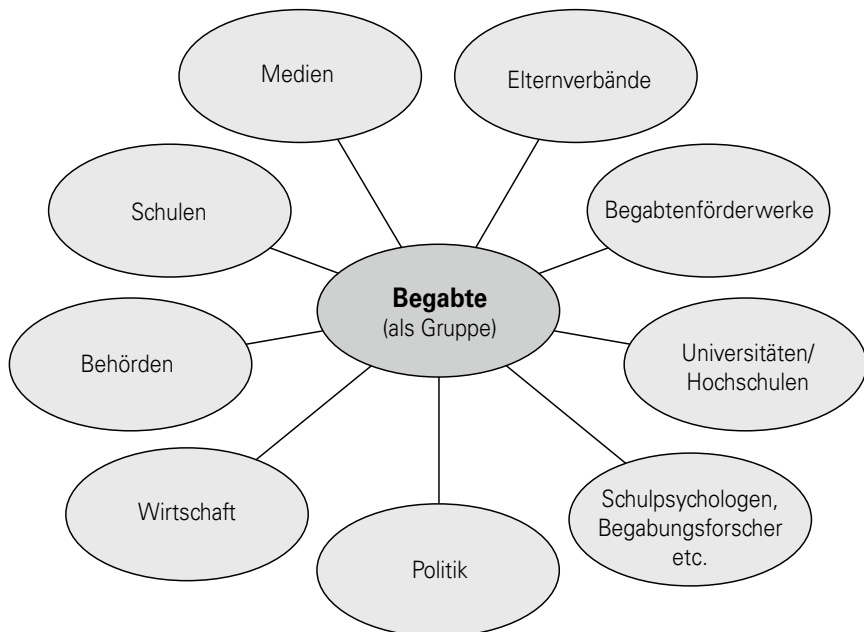 Medien
Elternverbände
Schulen
Begabtenförderwerke
Begabte
(als Gruppe)
Behörden
Universitäten/
Hochschulen
Wirtschaft
Schulpsychologen,
Begabungsforscher
etc.
Politik